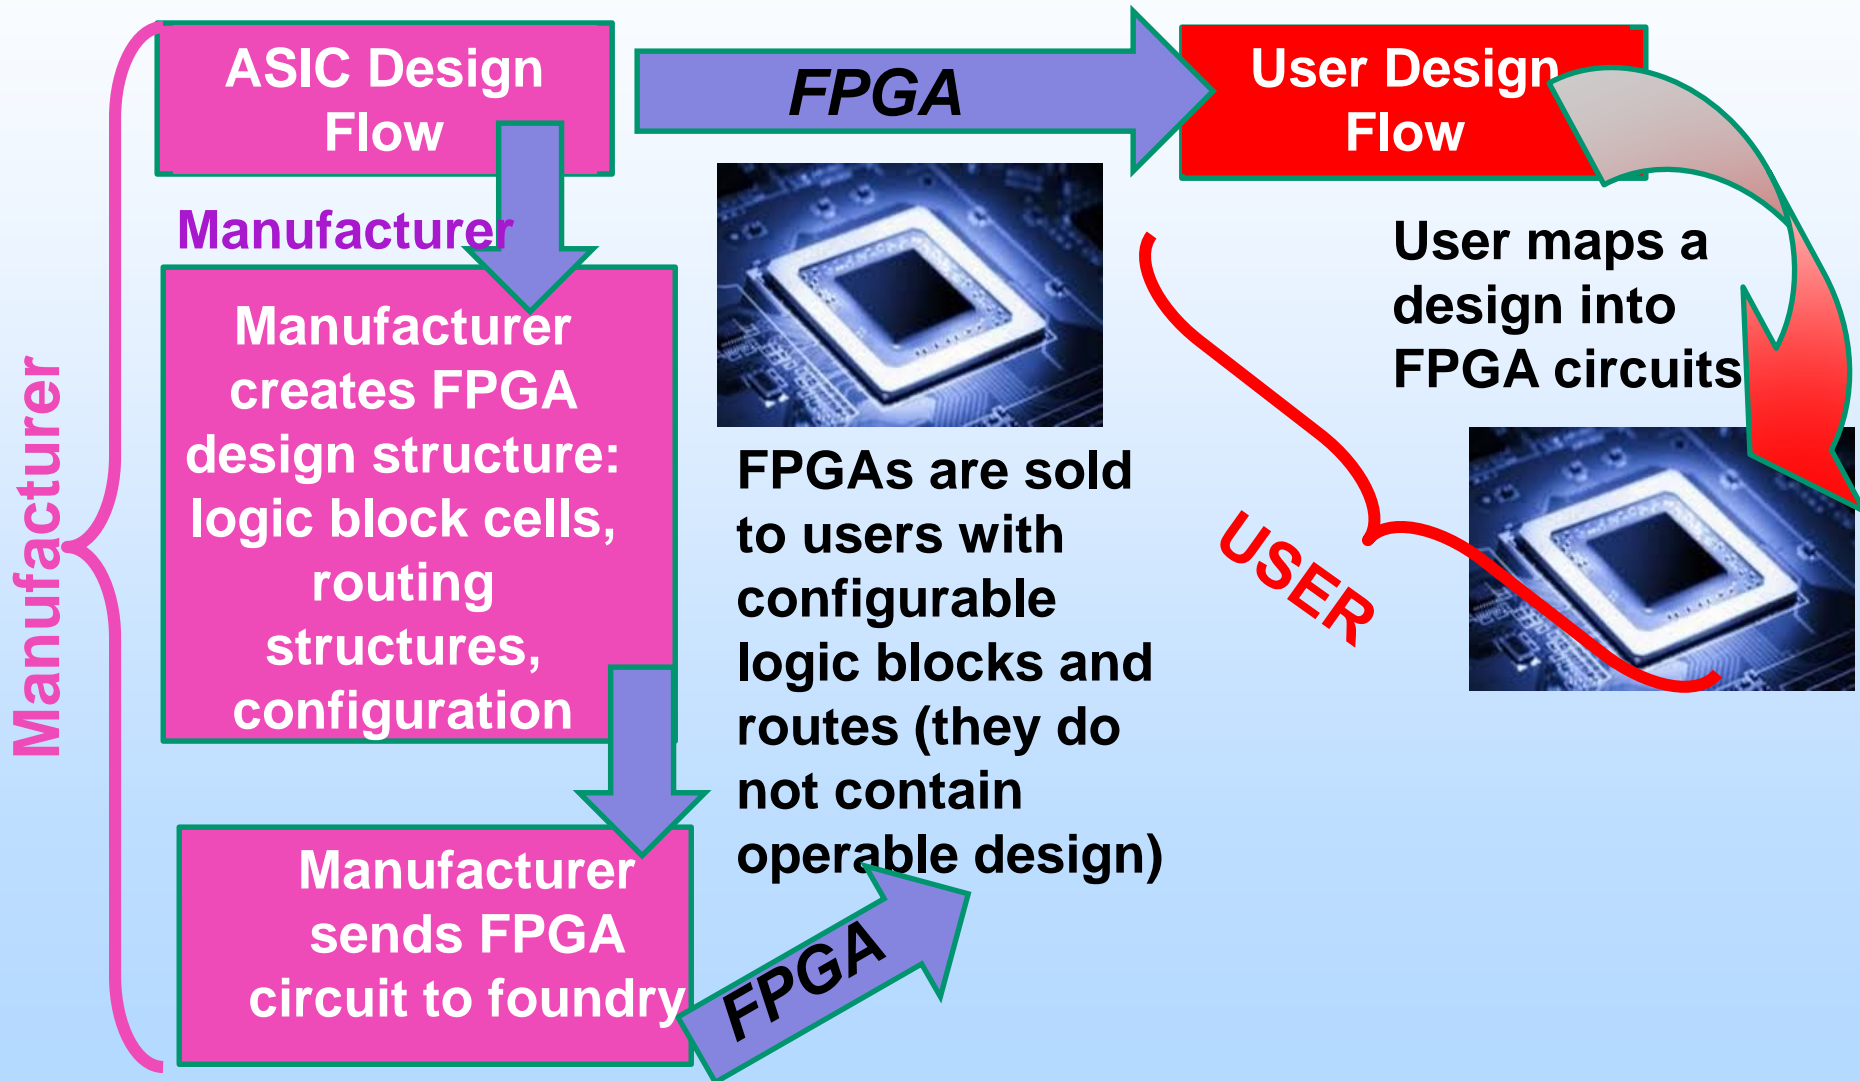 ASIC Design
Flow
FPGA
User Design
Flow
Manufacturer
Manufacturer
Manufacturer
creates FPGA
design structure:
logic block cells,
routing
structures,
configuration
Manufacturer
sends FPGA
circuit to foundry
FPGA
FPGAs are sold
to users with
configurable
logic blocks and
routes (they do
not contain
operable design)
USER
User maps a
design into
FPGA circuits